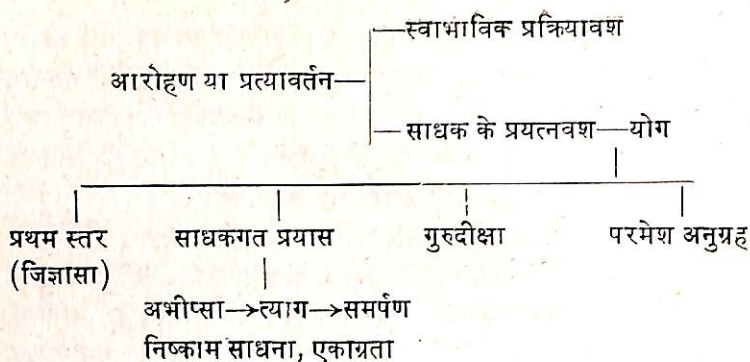 स्वाभाविक प्रक्रियावश
आरोहण या प्रत्यावर्तन
साधक के प्रयत्नवश—योग
प्रथम स्तर साधकगत प्रयास गुरुदीक्षा परमेश अनुग्रह
(जिज्ञासा)
अभीप्सा→त्याग→समर्पण
निष्काम साधना, एकाग्रता